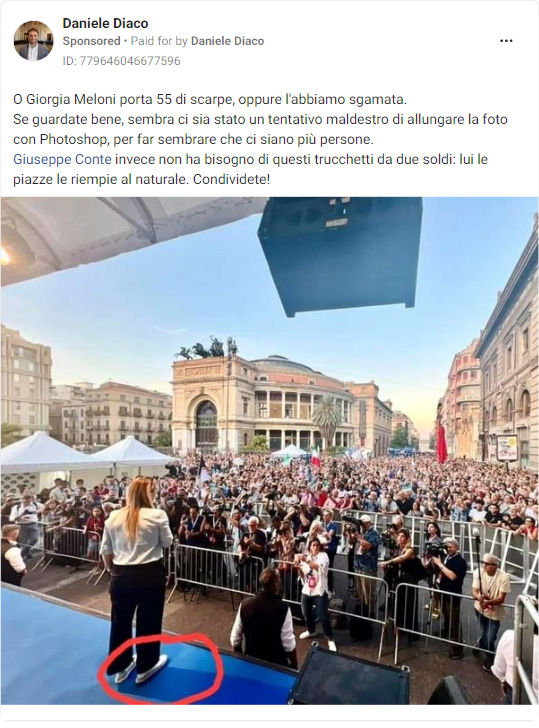 Daniele Diaco
Sponsored • Paid for by Daniele Diaco
ID: 779646046677596
O Giorgia Meloni porta 55 di scarpe, oppure l'abbiamo sgamata.
Se guardate bene, sembra ci sia stato un tentativo maldestro di allungare la foto
con Photoshop, per far sembrare che ci siano più persone.
Giuseppe Conte invece non ha bisogno di questi trucchetti da due soldi: lui le
piazze le riempie al naturale. Condividete!